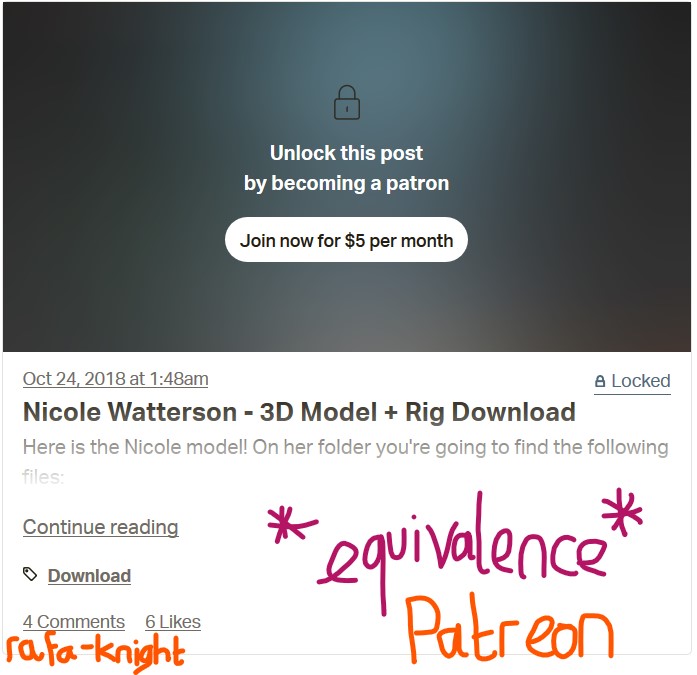 Unlock this post
by becoming a patron
Join now for $5 per month
Oct 24, 2018 at 1:48am
Locked
Nicole Watterson - 3D Model + Rig Download
Here is the Nicole model! On her folder you're going to find the following
files:
Continue reading
*equivalence*
Download
Patreon
4 Comments 6 Likes
rafa-knight